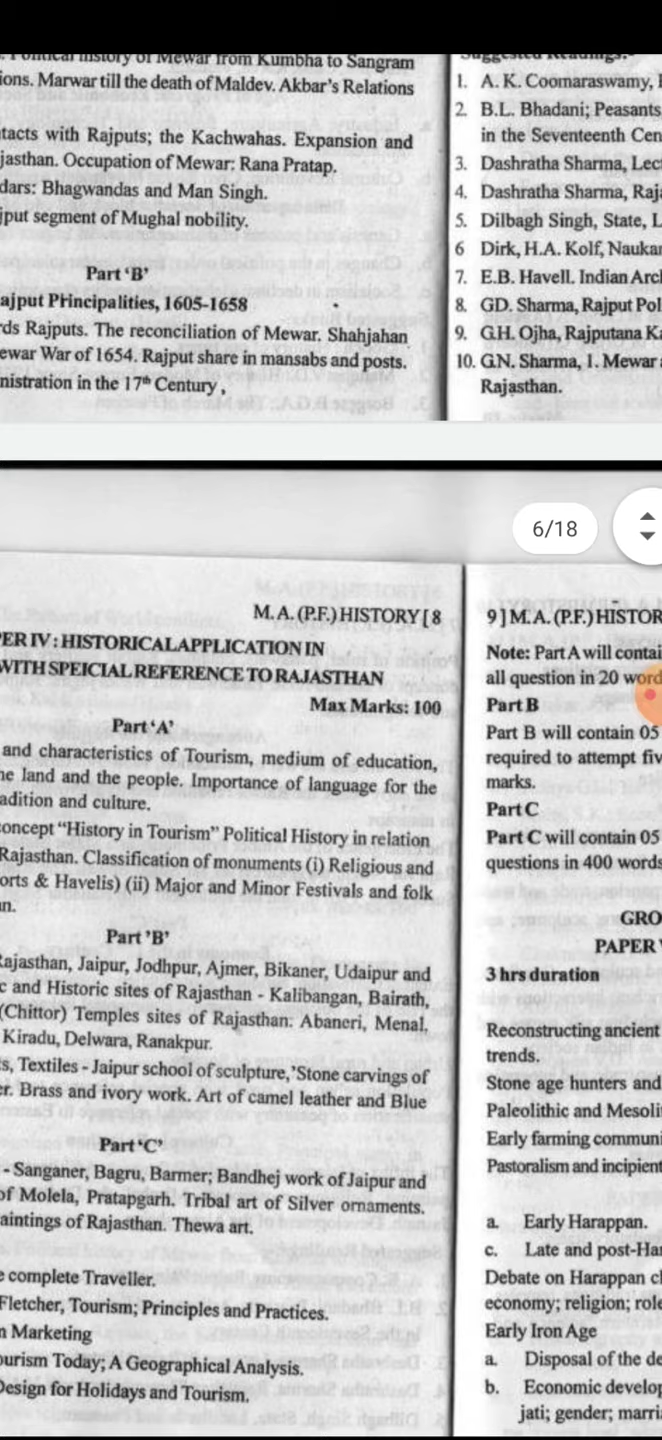 Political history of Mewar from Kumbha to Sangram
ions. Marwar till the death of Maldev. Akbar's Relations
tacts with Rajputs; the Kachwahas. Expansion and
jasthan. Occupation of Mewar: Rana Pratap.
dars: Bhagwandas and Man Singh.
jput segment of Mughal nobility.
Part 'B'
ajput Principalities, 1605-1658
rds Rajputs. The reconciliation of Mewar. Shahjahan
ewar War of 1654. Rajput share in mansabs and posts.
nistration in the 17th Century ,
Suggested Readings:-
1. A. K. Coomaraswamy,
2. B.L. Bhadani; Peasants
in the Seventeenth Cen
3. Dashratha Sharma, Lect
4. Dashratha Sharma, Raja
5. Dilbagh Singh, State, L
6 Dirk, H.A. Kolf, Naukar
7. E.B. Havell. Indian Arc
8. GD. Sharma, Rajput Pol
9. G.H. Ojha, Rajputana Ka
10. G.N. Sharma, 1. Mewar
Rajasthan.
6/18
M.A. (P.F.) HISTORY [ 8
PER IV : HISTORICAL APPLICATION IN
WITH SPEICIAL REFERENCE TO RAJASTHAN
Max Marks: 100
Part 'A'
and characteristics of Tourism, medium of education,
he land and the people. Importance of language for the
adition and culture.
concept "History in Tourism" Political History in relation
Rajasthan. Classification of monuments (i) Religious and
orts & Havelis) (ii) Major and Minor Festivals and folk
an.
Part 'B'
Rajasthan, Jaipur, Jodhpur, Ajmer, Bikaner, Udaipur and
c and Historic sites of Rajasthan - Kalibangan, Bairath,
(Chittor) Temples sites of Rajasthan: Abaneri, Menal,
Kiradu, Delwara, Ranakpur.
s, Textiles - Jaipur school of sculpture,'Stone carvings of
er. Brass and ivory work. Art of camel leather and Blue
Part 'C'
- Sanganer, Bagru, Barmer; Bandhej work of Jaipur and
of Molela, Pratapgarh. Tribal art of Silver ornaments.
aintings of Rajasthan. Thewa art.
e complete Traveller.
Fletcher, Tourism; Principles and Practices.
n Marketing
ourism Today; A Geographical Analysis.
Design for Holidays and Tourism.
9 ] M.A. (P.F.) HISTOR
Note: Part A will contai
all question in 20 word
Part B
Part B will contain 05
required to attempt fiv
marks.
Part C
Part C will contain 05
questions in 400 words
GRO
PAPER V
3 hrs duration
Reconstructing ancient
trends.
Stone age hunters and
Paleolithic and Mesolit
Early farming communi
Pastoralism and incipient
a. Early Harappan.
c. Late and post-Har
Debate on Harappan ch
economy; religion; role
Early Iron Age
a. Disposal of the de
b. Economic develop
jati; gender; marria